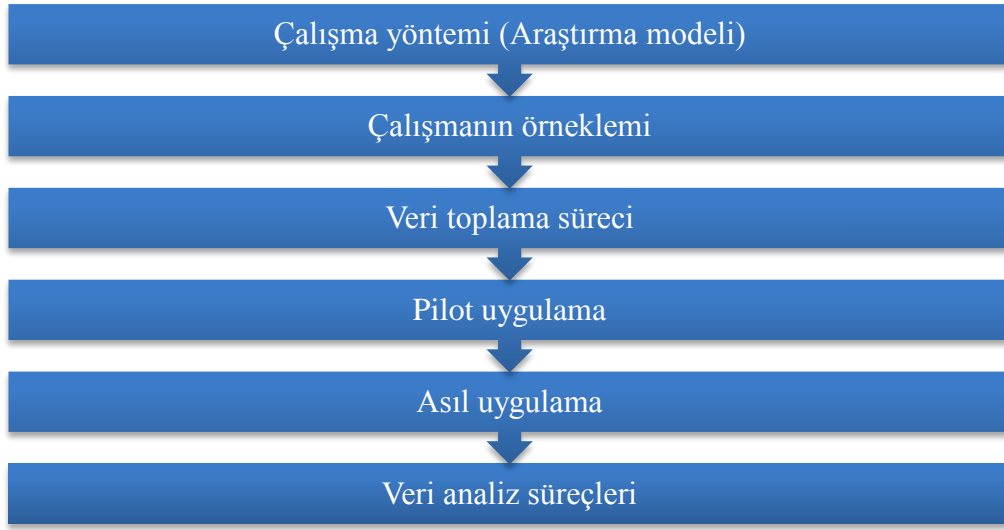 Çalışma yöntemi (Araştırma modeli)
Çalışmanın örneklemi
Veri toplama süreci
Pilot uygulama
Asıl uygulama
Veri analiz süreçleri